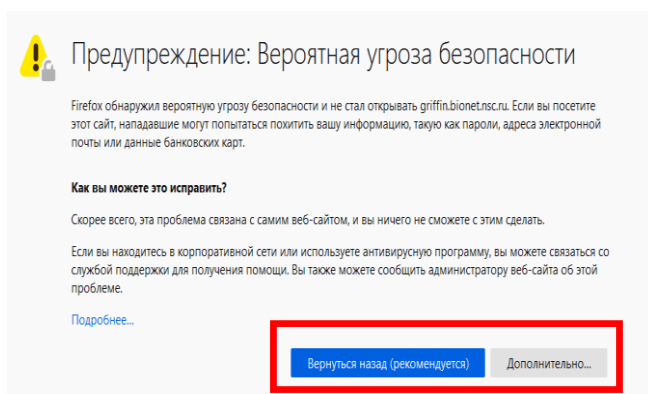 Предупреждение: Вероятная угроза безопасности
Firefox обнаружил вероятную угрозу безопасности и не стал открывать griffin.bionet.nsc.ru. Если вы посетите
этот сайт, нападавшие могут попытаться похитить вашу информацию, такую как пароли, адреса электронной
почты или данные банковских карт.
Как вы можете это исправить?
Скорее всего, эта проблема связана с самим веб-сайтом, и вы ничего не сможете с этим сделать.
Если вы находитесь в корпоративной сети или используете антивирусную программу, вы можете связаться со
службой поддержки для получения помощи. Вы также можете сообщить администратору веб-сайта об этой
проблеме.
Подробнее...
Вернуться назад (рекомендуется) Дополнительно...